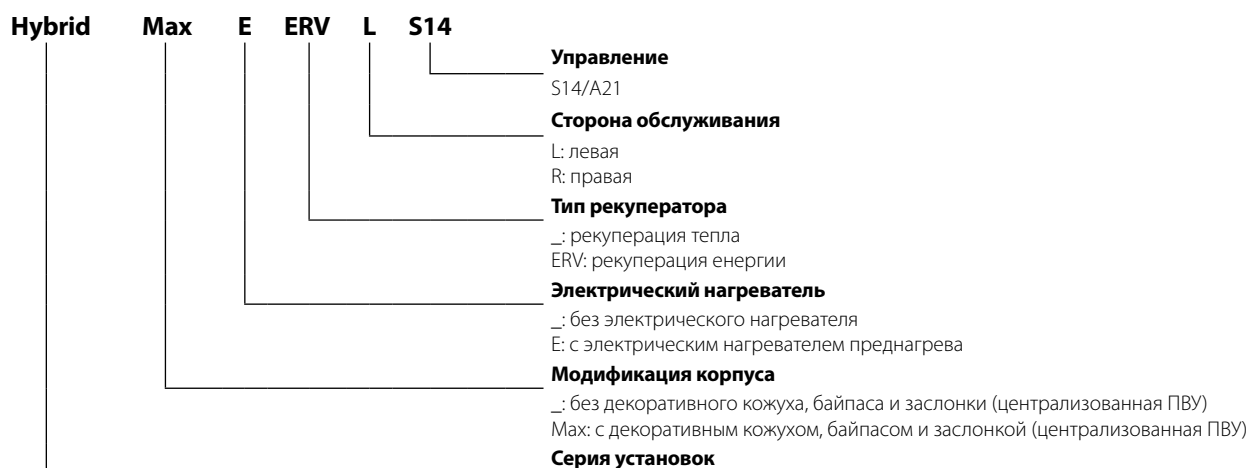 Hybrid Max E ERV L S14
Управление
S14/A21
Сторона обслуживания
L: левая
R: правая
Тип рекуператора
_: рекуперация тепла
ERV: рекуперация енергии
Электрический нагреватель
_: без электрического нагревателя
E: с электрическим нагревателем преднагрева
Модификация корпуса
_: без декоративного кожуха, байпаса и заслонки (централизованная ПВУ)
Max: с декоративным кожухом, байпасом и заслонкой (централизованная ПВУ)
Серия установок